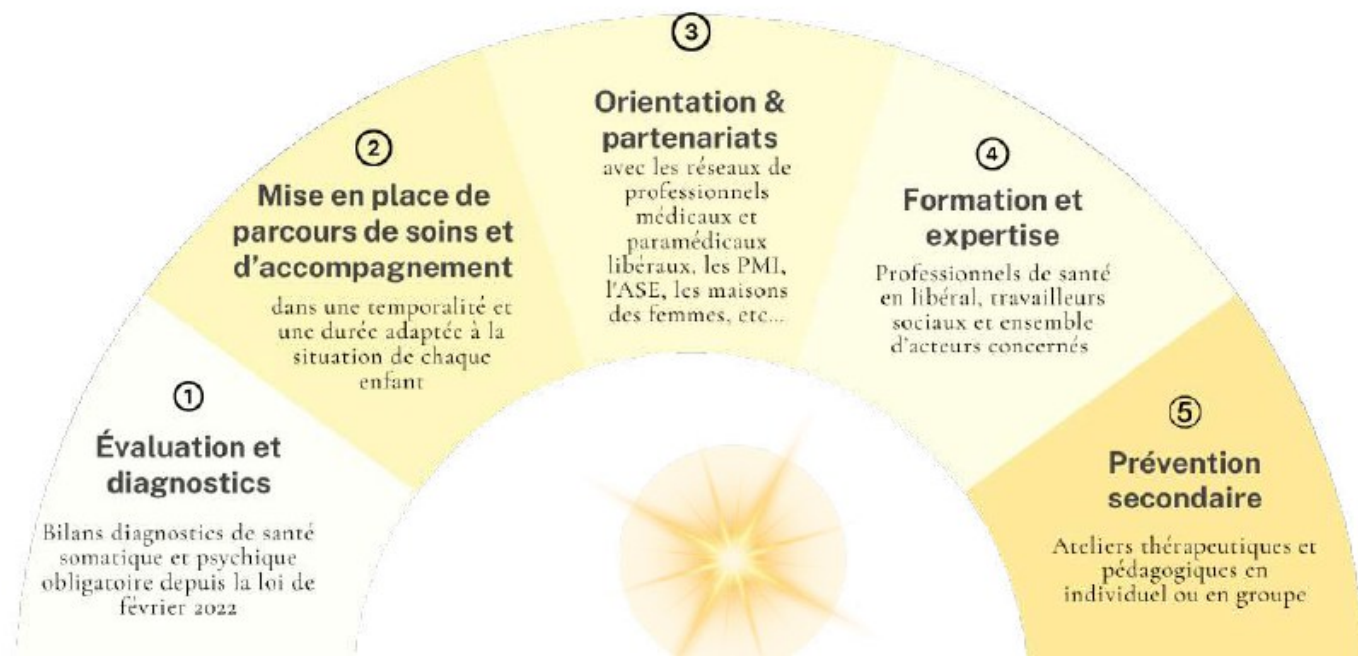 ①
Évaluation et
diagnostics
Bilans diagnostics de santé
somatique et psychique
obligatoire depuis la loi de
février 2022
②
Mise en place de
parcours de soins et
d'accompagnement
dans une temporalité et
une durée adaptée à la
situation de chaque
enfant
③
Orientation &
partenariats
avec les réseaux de
professionnels
médicaux et
paramédicaux
libéraux, les PMI,
l'ASE, les maisons
des femmes, etc...
④
Formation et
expertise
Professionnels de santé
en libéral, travailleurs
sociaux et ensemble
d'acteurs concernés
⑤
Prévention
secondaire
Ateliers thérapeutiques et
pédagogiques en
individuel ou en groupe